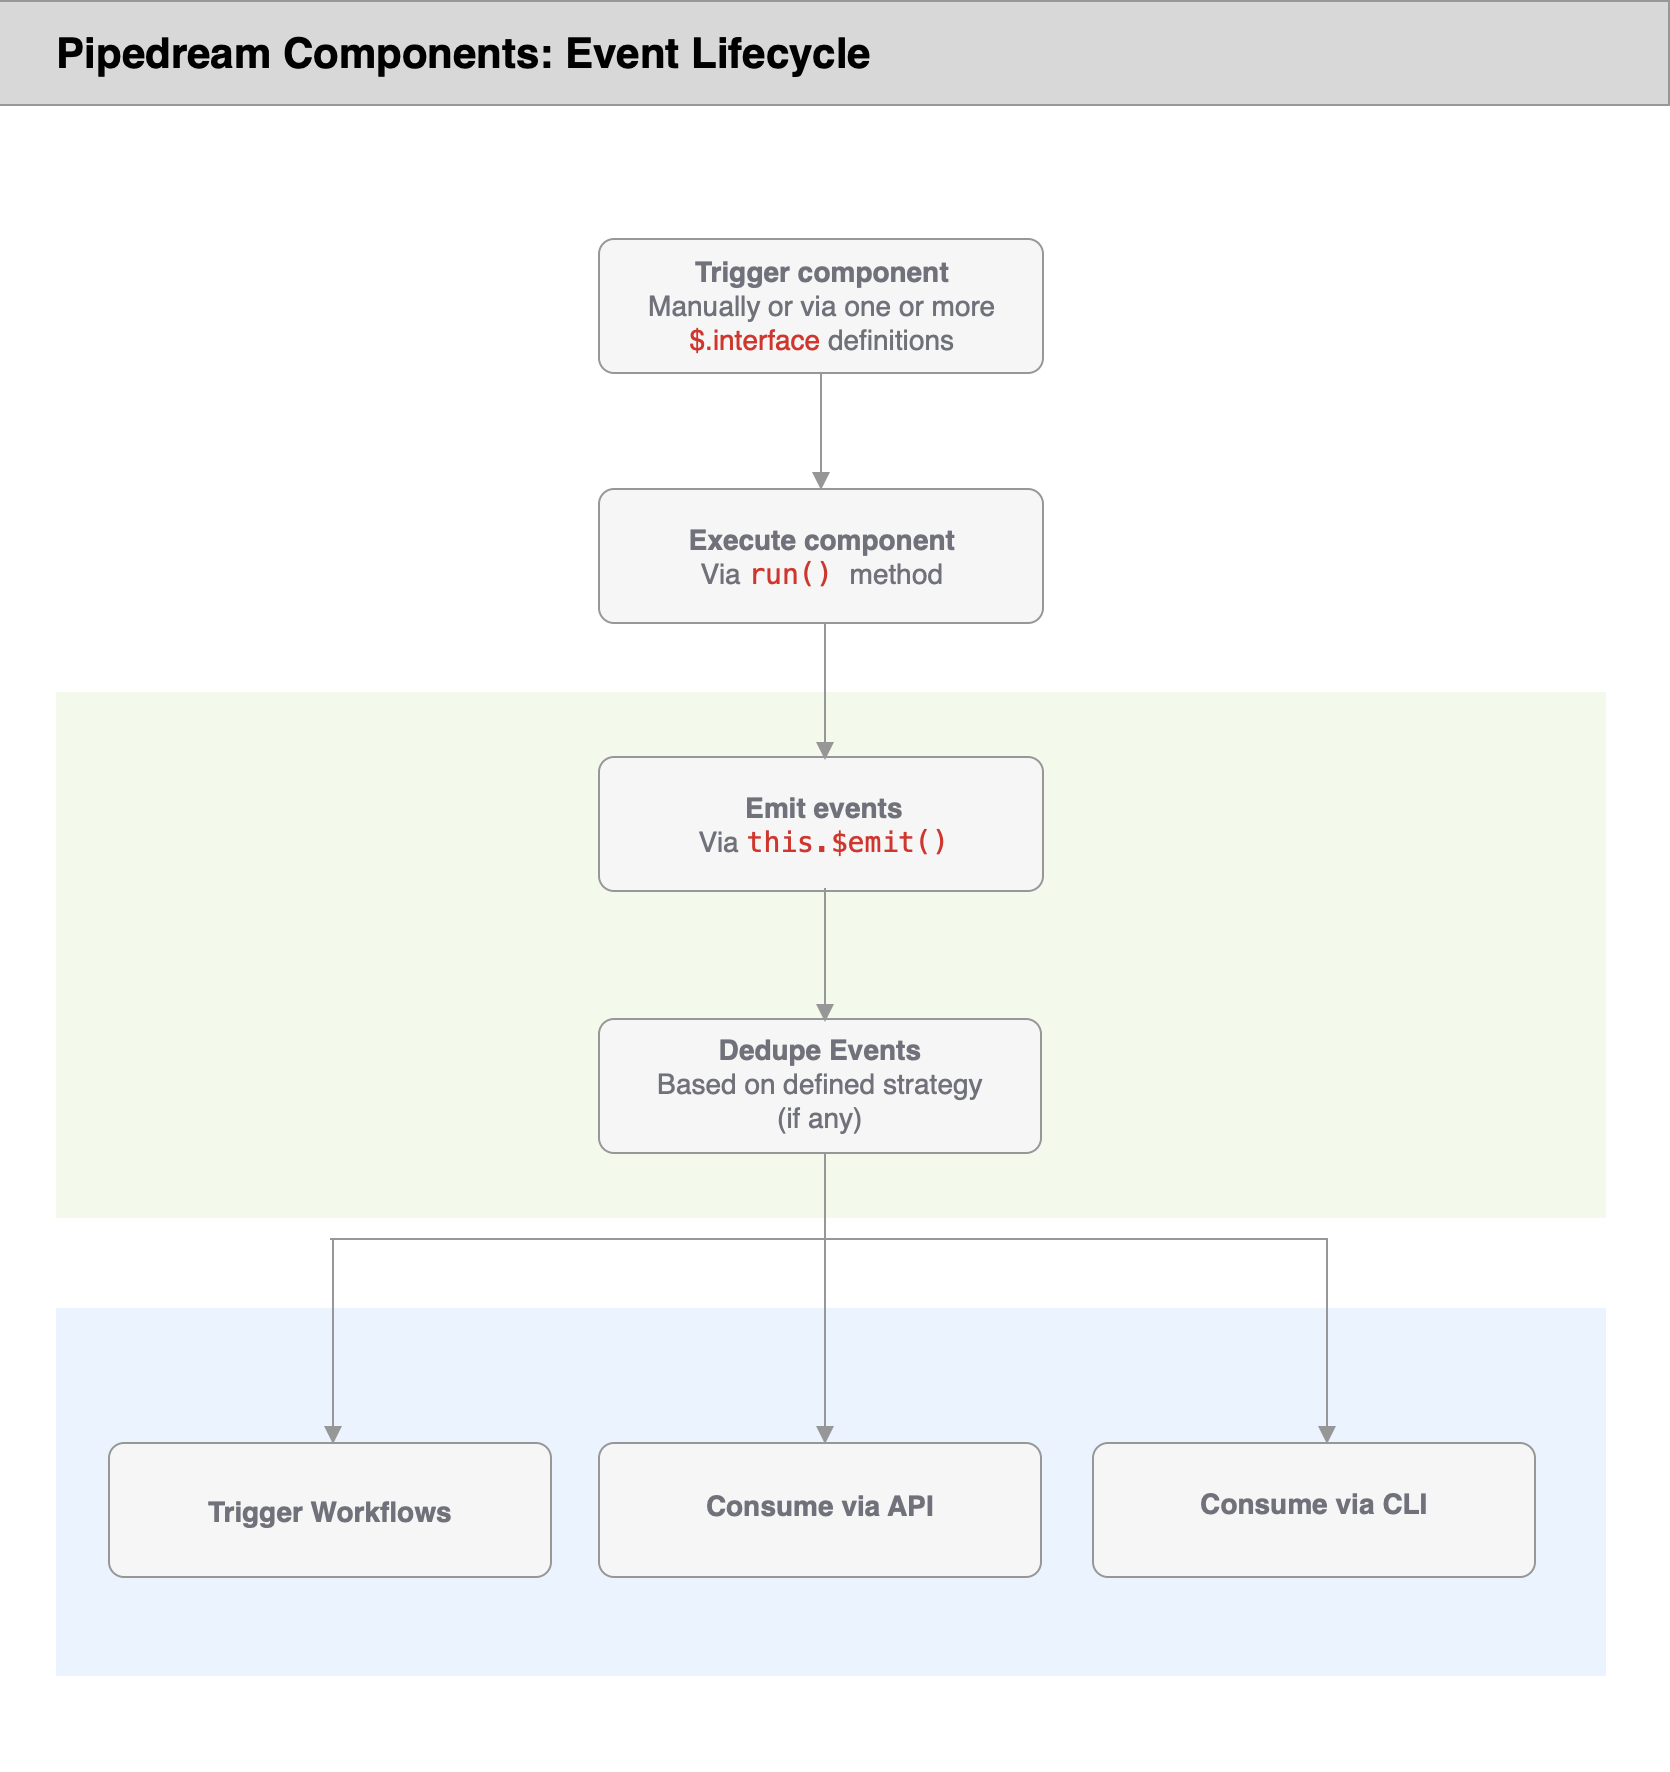 Pipedream Components: Event Lifecycle
Trigger component
Manually or via one or more
$.interface definitions
Execute component
Via run() method
Emit events
Via this.$emit()
Dedupe Events
Based on defined strategy
(if any)
Trigger Workflows
Consume via API
Consume via CLI